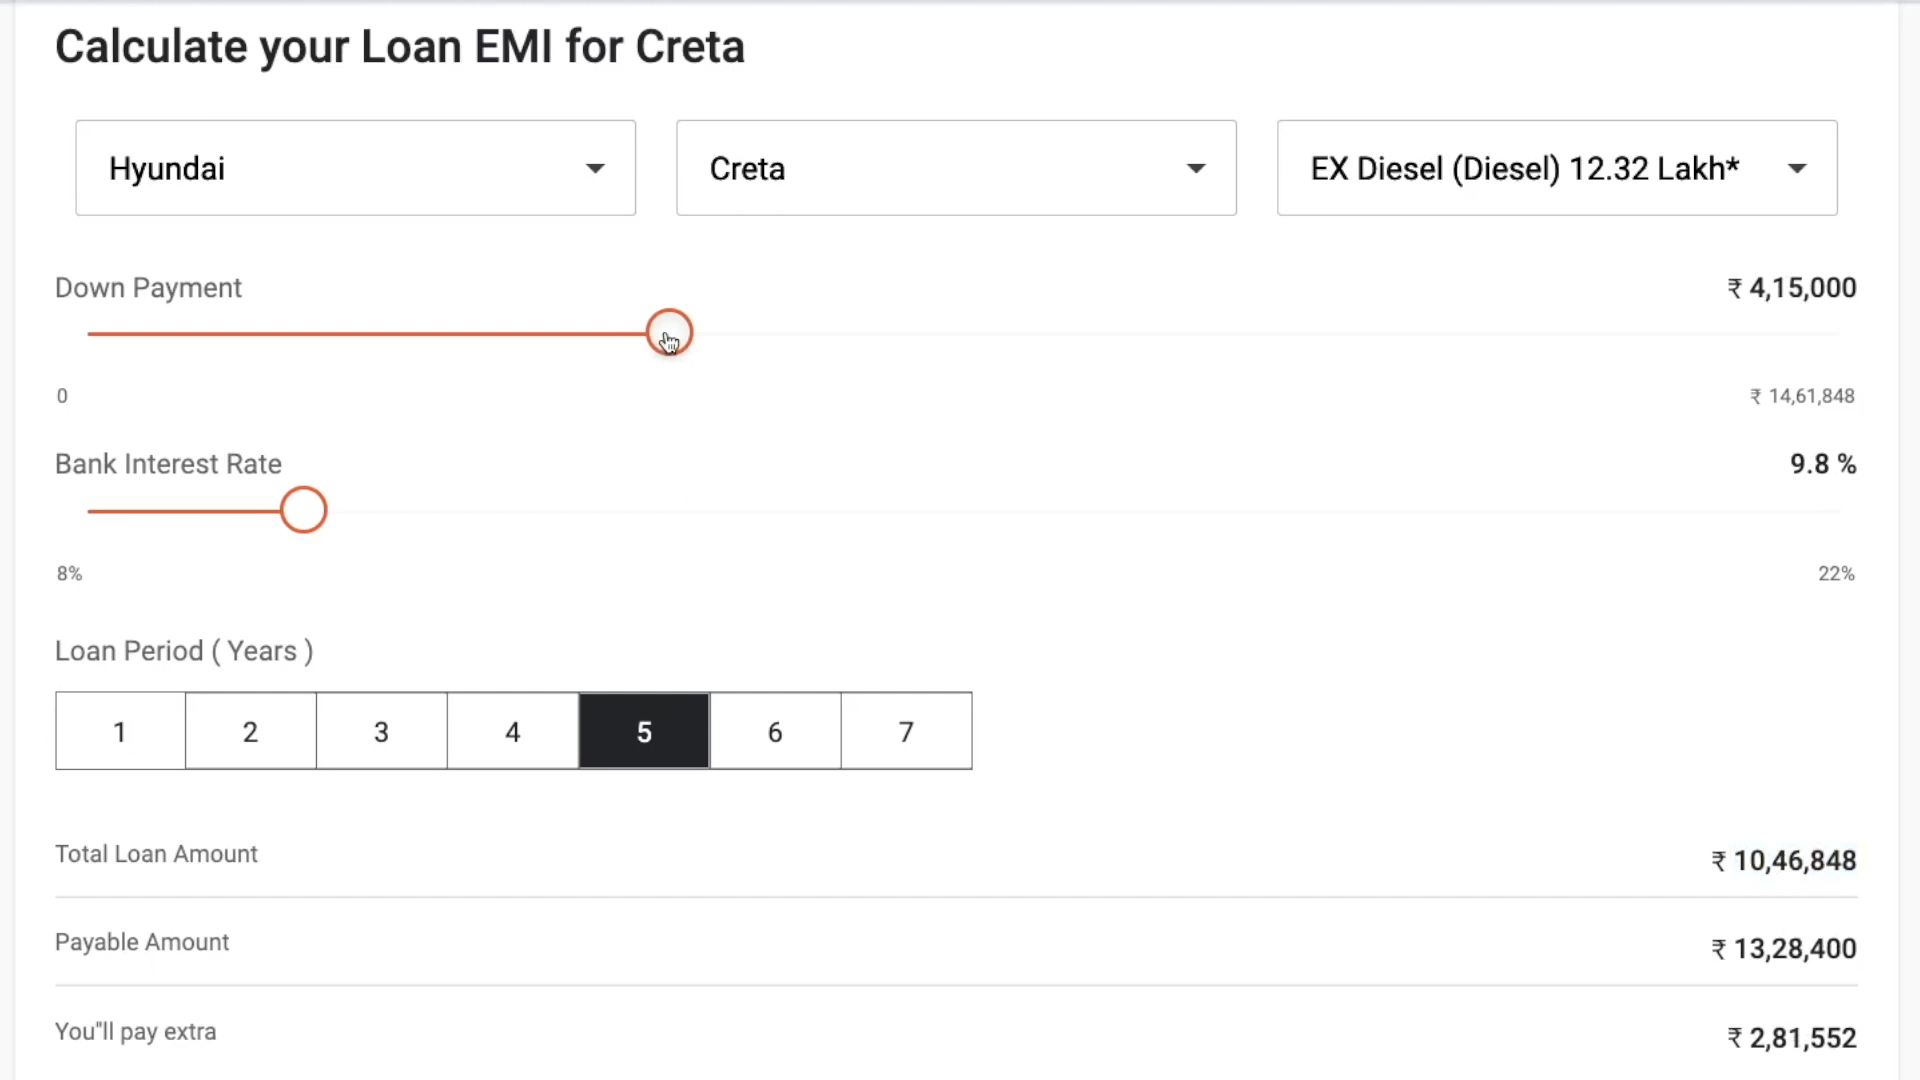 Calculate your Loan EMI for Creta
Hyundai Creta EX Diesel (Diesel) 12.32 Lakh*
Down Payment ₹ 4,15,000
0 ₹ 14,61,848
Bank Interest Rate 9.8 %
8% 22%
Loan Period ( Years )
1 2 3 4 5 6 7
Total Loan Amount ₹ 10,46,848
Payable Amount ₹ 13,28,400
You"ll pay extra ₹ 2,81,552